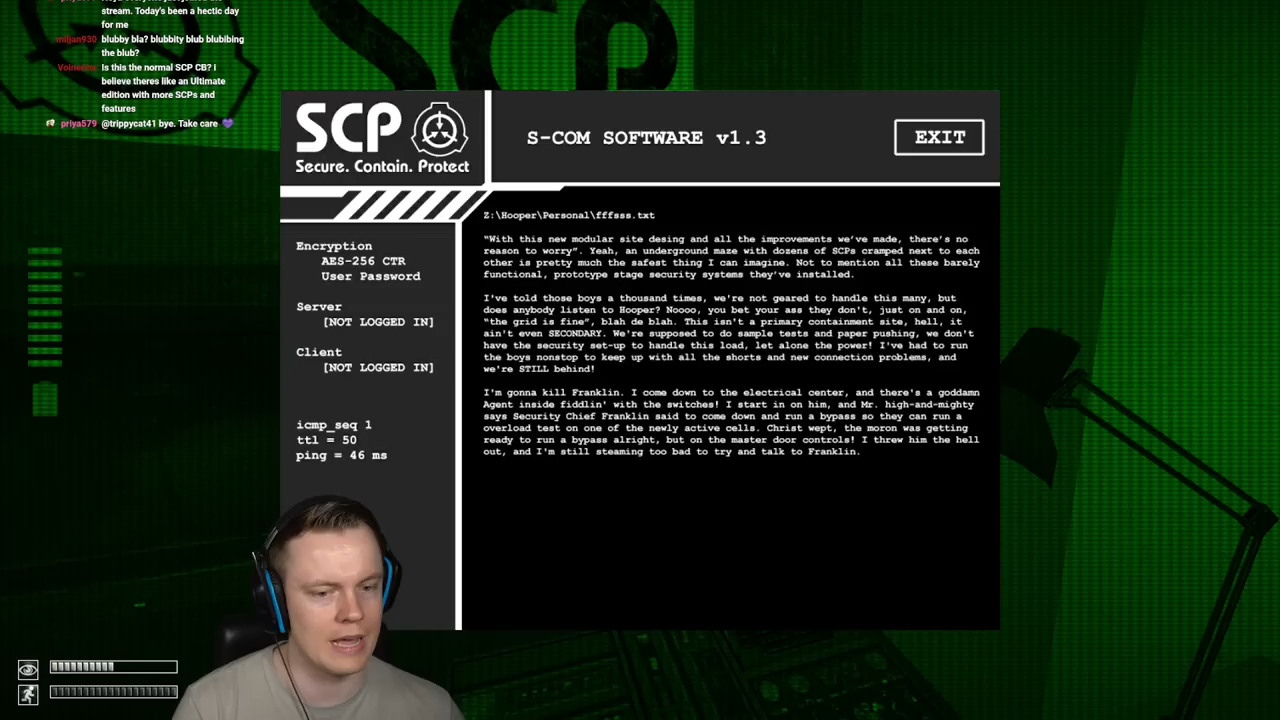 stream. Today's been a hectic day
for me
miljan930 blubby bla? blubbity blub blubibing
the blub?
Is this the normal SCP CB? i
believe theres like an Ultimate
edition with more SCPs and
features
priya579 @trippycat41 bye. Take care 💜
SCP
SCP
Secure. Contain. Protect
S-COM SOFTWARE v1.3
EXIT
Encryption
AES-256 CTR
User Password
Server
[NOT LOGGED IN]
Client
[NOT LOGGED IN]
icmp_seq 1
ttl = 50
ping = 46 ms
Z:\Hooper\Personal\fffsss.txt
"With this new modular site desing and all the improvements we've made, there's no
reason to worry". Yeah, an underground maze with dozens of SCPs cramped next to each
other is pretty much the safest thing I can imagine. Not to mention all these barely
functional, prototype stage security systems they've installed.
I've told those boys a thousand times, we're not geared to handle this many, but
does anybody listen to Hooper? Noooo, you bet your ass they don't, just on and on,
"the grid is fine", blah de blah. This isn't a primary containment site, hell, it
ain't even SECONDARY. We're supposed to do sample tests and paper pushing, we don't
have the security set-up to handle this load, let alone the power! I've had to run
the boys nonstop to keep up with all the shorts and new connection problems, and
we're STILL behind!
I'm gonna kill Franklin. I come down to the electrical center, and there's a goddamn
Agent inside fiddlin' with the switches! I start in on him, and Mr. high-and-mighty
says Security Chief Franklin said to come down and run a bypass so they can run a
overload test on one of the newly active cells. Christ wept, the moron was getting
ready to run a bypass alright, but on the master door controls! I threw him the hell
out, and I'm still steaming too bad to try and talk to Franklin.